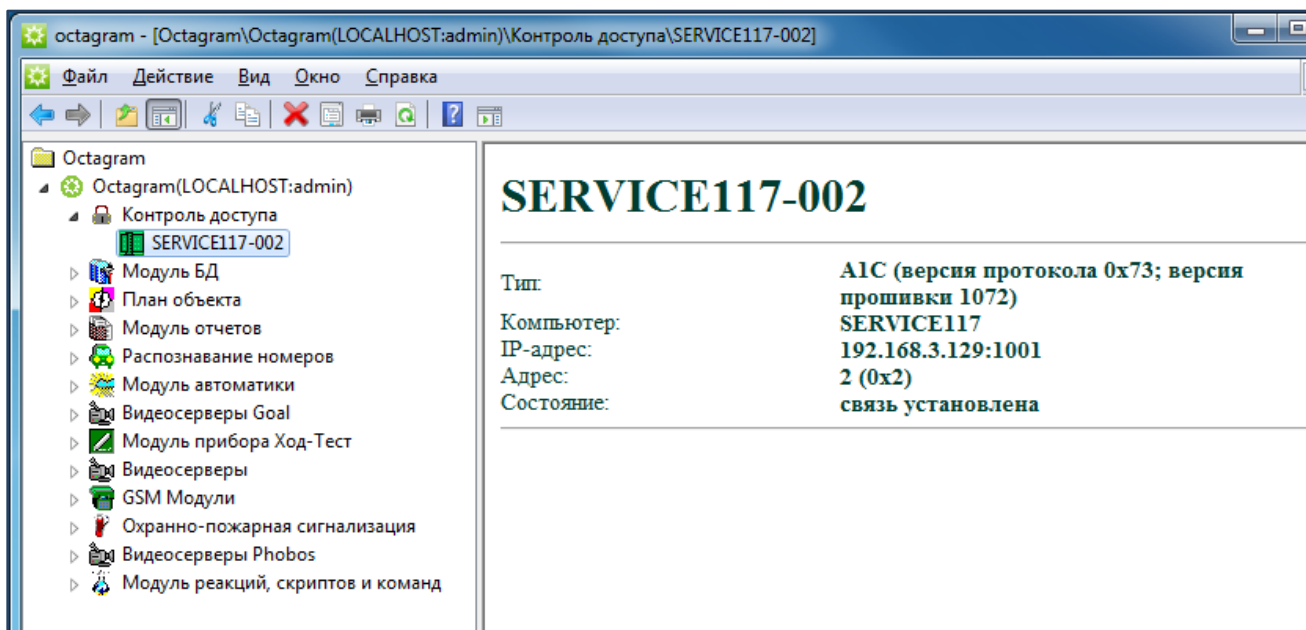 octagram - [Octagram\Octagram(LOCALHOST:admin)\Контроль доступа\SERVICE117-002]
Файл Действие Вид Окно Справка
Octagram
Octagram(LOCALHOST:admin)
Контроль доступа
SERVICE117-002
Модуль БД
План объекта
Модуль отчетов
Распознавание номеров
Модуль автоматики
Видеосерверы Goal
Модуль прибора Ход-Тест
Видеосерверы
GSM Модули
Охранно-пожарная сигнализация
Видеосерверы Phobos
Модуль реакций, скриптов и команд
SERVICE117-002
Тип: A1C (версия протокола 0x73; версия
прошивки 1072)
Компьютер: SERVICE117
IP-адрес: 192.168.3.129:1001
Адрес: 2 (0x2)
Состояние: связь установлена